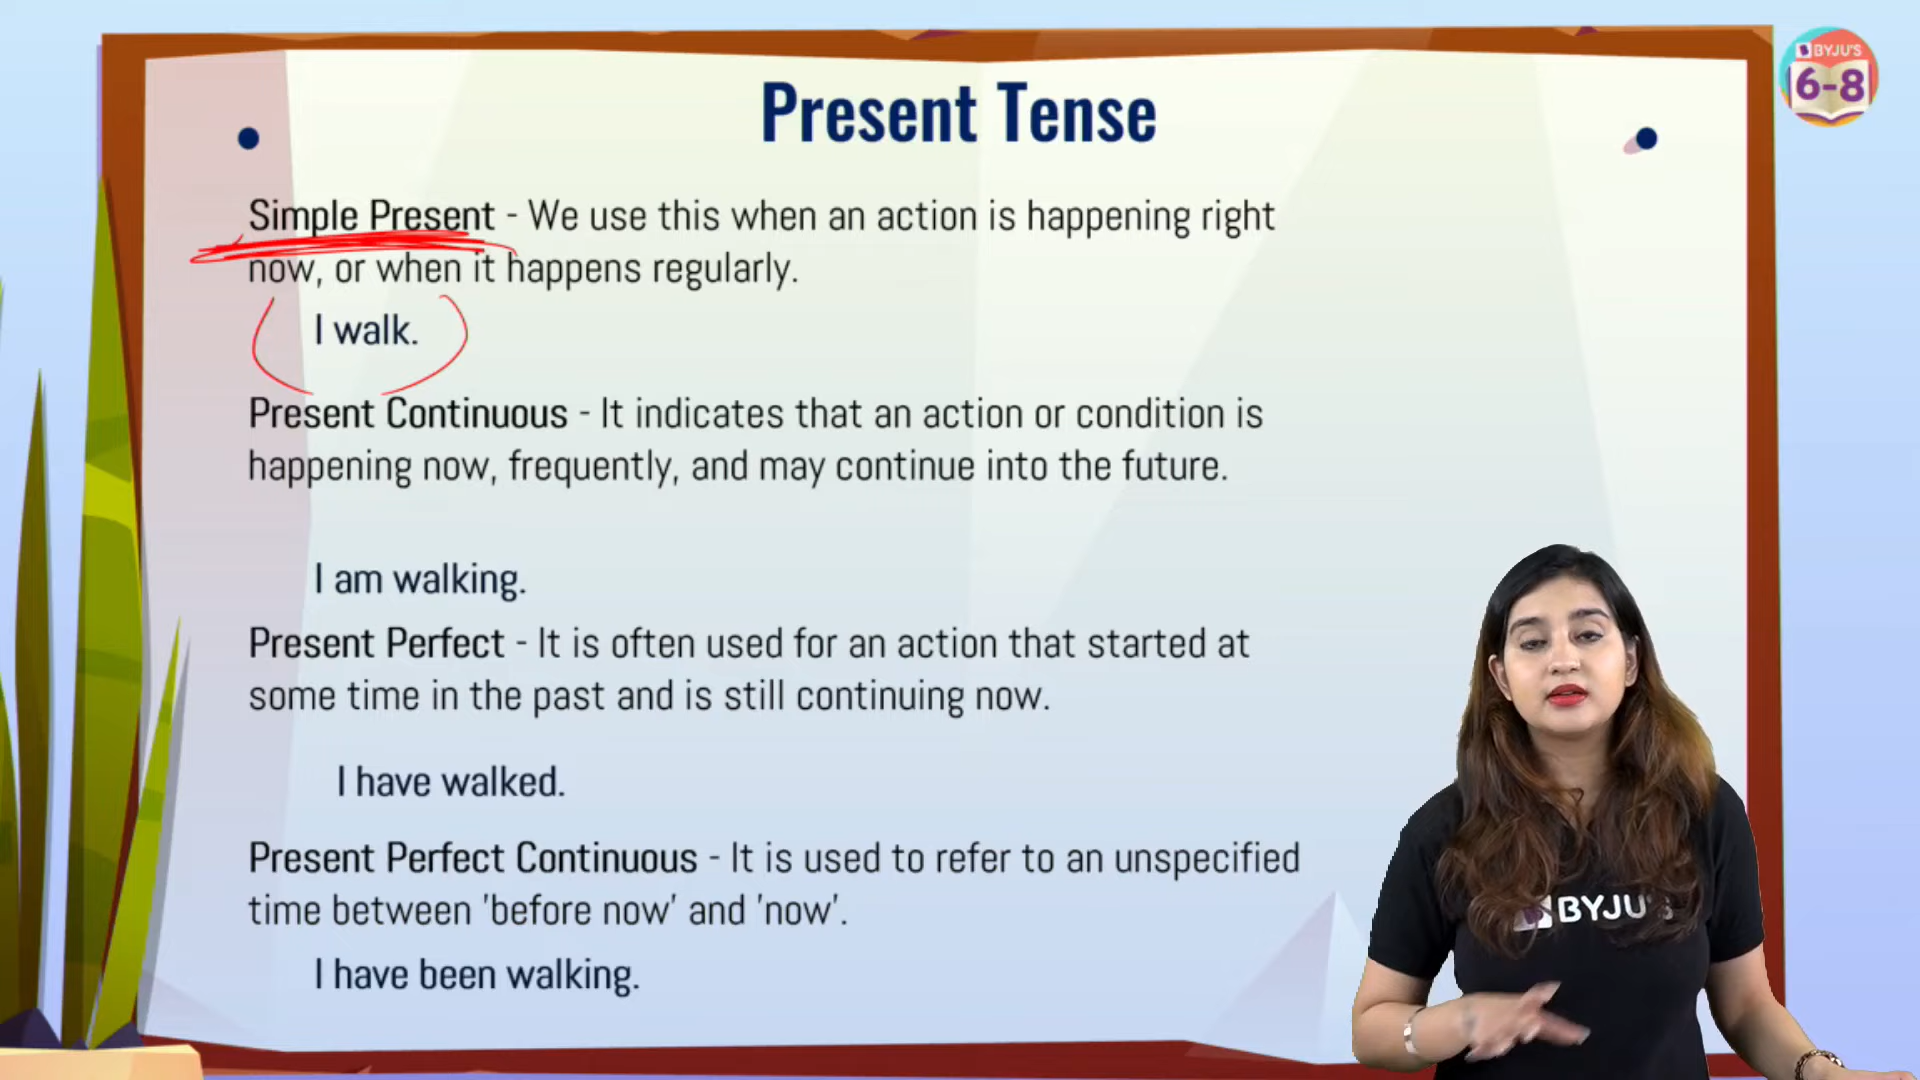 BYJU'S
6-8
Present Tense
Simple Present - We use this when an action is happening right
now, or when it happens regularly.
I walk.
Present Continuous - It indicates that an action or condition is
happening now, frequently, and may continue into the future.
I am walking.
Present Perfect - It is often used for an action that started at
some time in the past and is still continuing now.
I have walked.
Present Perfect Continuous - It is used to refer to an unspecified
time between 'before now' and 'now'.
I have been walking.
BYJU'S